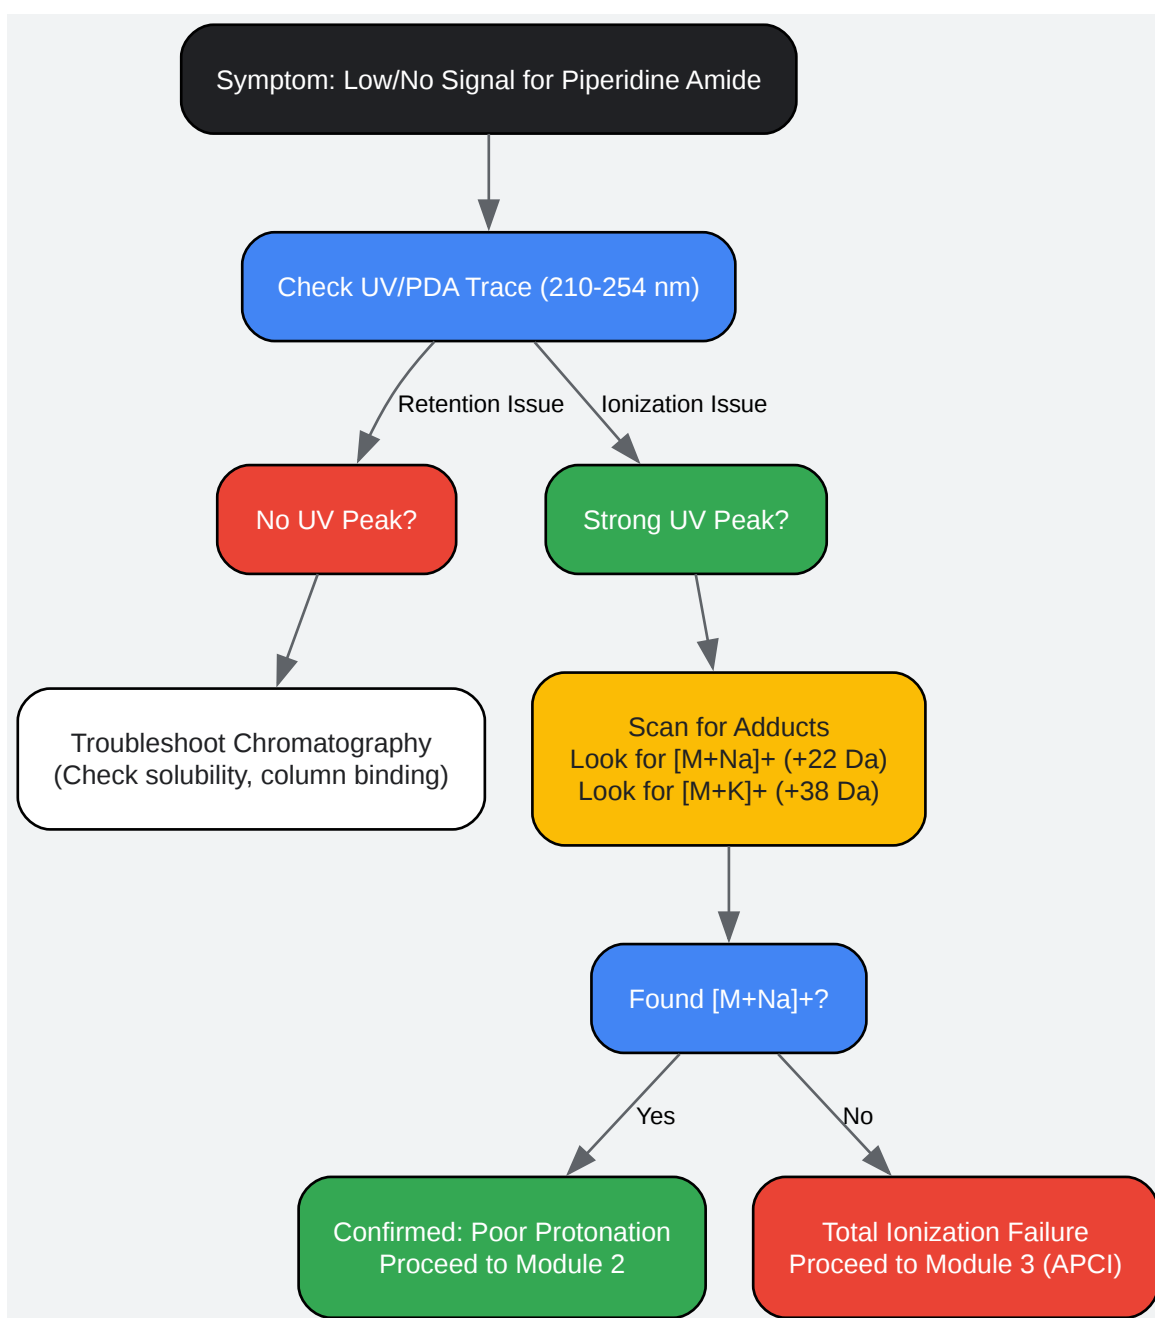 Symptom: Low/No Signal for Piperidine Amide
Check UV/PDA Trace (210-254 nm)
Retention Issue
Ionization Issue
No UV Peak?
Strong UV Peak?
Troubleshoot Chromatography
(Check solubility, column binding)
Scan for Adducts
Look for [M+Na]+ (+22 Da)
Look for [M+K]+ (+38 Da)
Found [M+Na]+?
Yes
No
Confirmed: Poor Protonation
Proceed to Module 2
Total Ionization Failure
Proceed to Module 3 (APCI)